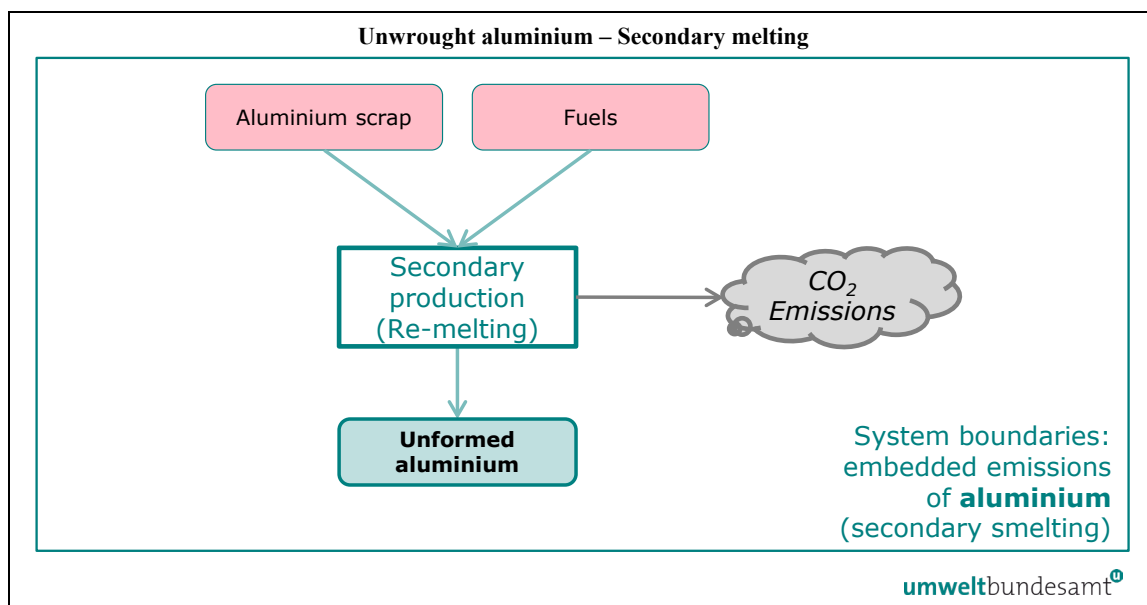 Unwrought aluminium – Secondary melting
Aluminium scrap
Fuels
Secondary
production
(Re-melting)
CO₂
Emissions
Unformed
aluminium
System boundaries:
embedded emissions
of aluminium
(secondary smelting)
umweltbundesamt u